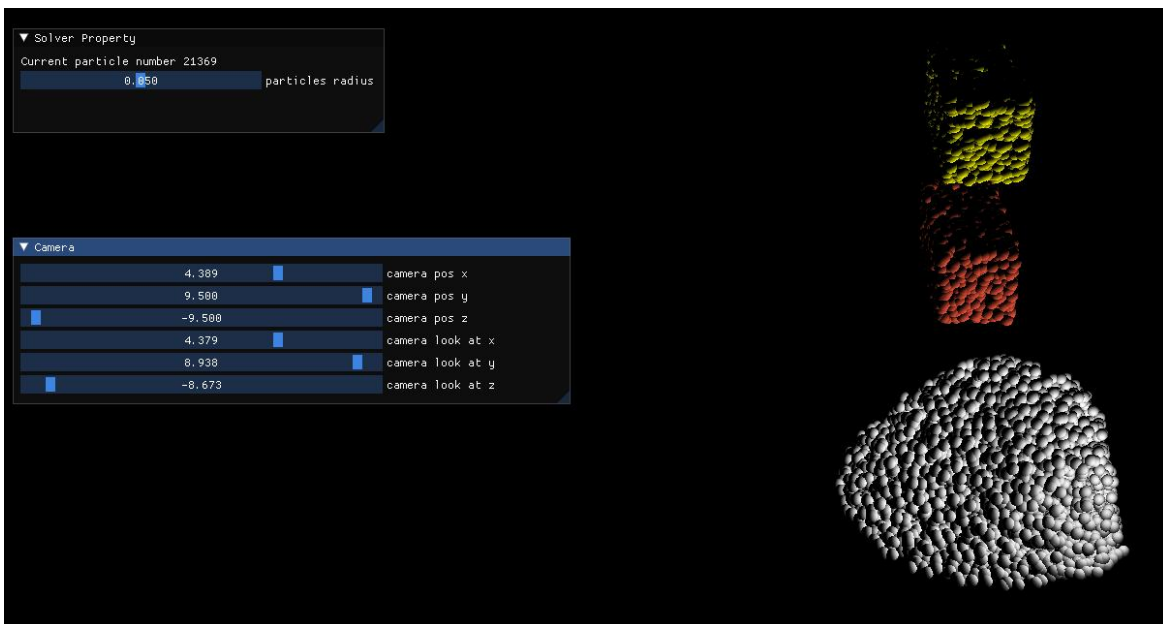 Solver Property
Current particle number 21369
0.050 particles radius
Camera
4.389 camera pos x
9.500 camera pos y
-9.500 camera pos z
4.379 camera look at x
8.938 camera look at y
-8.673 camera look at z